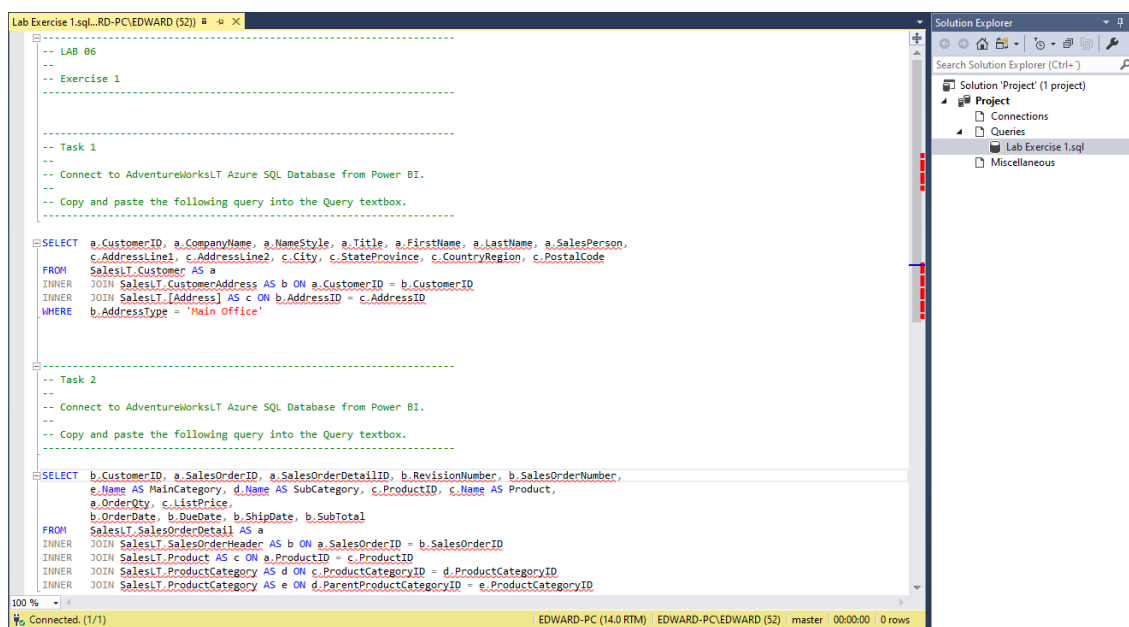 Lab Exercise 1.sql...RD-PC\EDWARD (52))
-----------------------------------------------------------------------
-- LAB 06
--
-- Exercise 1
-----------------------------------------------------------------------
-----------------------------------------------------------------------
-- Task 1
--
-- Connect to AdventureWorksLT Azure SQL Database from Power BI.
--
-- Copy and paste the following query into the Query textbox.
-----------------------------------------------------------------------
SELECT a.CustomerID, a.CompanyName, a.NameStyle, a.Title, a.FirstName, a.LastName, a.SalesPerson,
c.AddressLine1, c.AddressLine2, c.City, c.StateProvince, c.CountryRegion, c.PostalCode
FROM SalesLT.Customer AS a
INNER JOIN SalesLT.CustomerAddress AS b ON a.CustomerID = b.CustomerID
INNER JOIN SalesLT.[Address] AS c ON b.AddressID = c.AddressID
WHERE b.AddressType = 'Main Office'
-----------------------------------------------------------------------
-- Task 2
--
-- Connect to AdventureWorksLT Azure SQL Database from Power BI.
--
-- Copy and paste the following query into the Query textbox.
-----------------------------------------------------------------------
SELECT b.CustomerID, a.SalesOrderID, a.SalesOrderDetailID, b.RevisionNumber, b.SalesOrderNumber,
e.Name AS MainCategory, d.Name AS SubCategory, c.ProductID, c.Name AS Product,
a.OrderQty, c.ListPrice,
b.OrderDate, b.DueDate, b.ShipDate, b.SubTotal
FROM SalesLT.SalesOrderDetail AS a
INNER JOIN SalesLT.SalesOrderHeader AS b ON a.SalesOrderID = b.SalesOrderID
INNER JOIN SalesLT.Product AS c ON a.ProductID = c.ProductID
INNER JOIN SalesLT.ProductCategory AS d ON c.ProductCategoryID = d.ProductCategoryID
INNER JOIN SalesLT.ProductCategory AS e ON d.ParentProductCategoryID = e.ProductCategoryID
100 %
Connected. (1/1) EDWARD-PC (14.0 RTM) EDWARD-PC\EDWARD (52) master 00:00:00 0 rows
Solution Explorer
Search Solution Explorer (Ctrl+´)
Solution 'Project' (1 project)
Project
Connections
Queries
Lab Exercise 1.sql
Miscellaneous